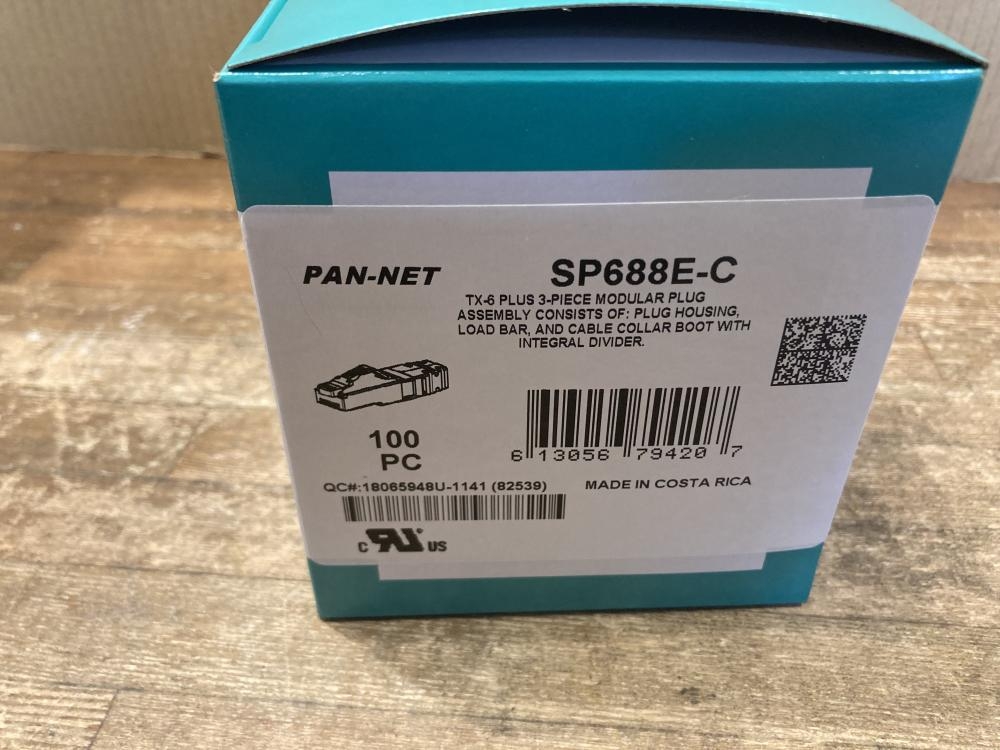 PAN-NET
SP688E-C
TX-6 PLUS 3-PIECE MODULAR PLUG
ASSEMBLY CONSISTS OF: PLUG HOUSING,
LOAD BAR, AND CABLE COLLAR BOOT WITH
INTEGRAL DIVIDER.
100
PC
6 13056 79420 7
QC#:18065948U-1141 (82539)
MADE IN COSTA RICA
C RU US